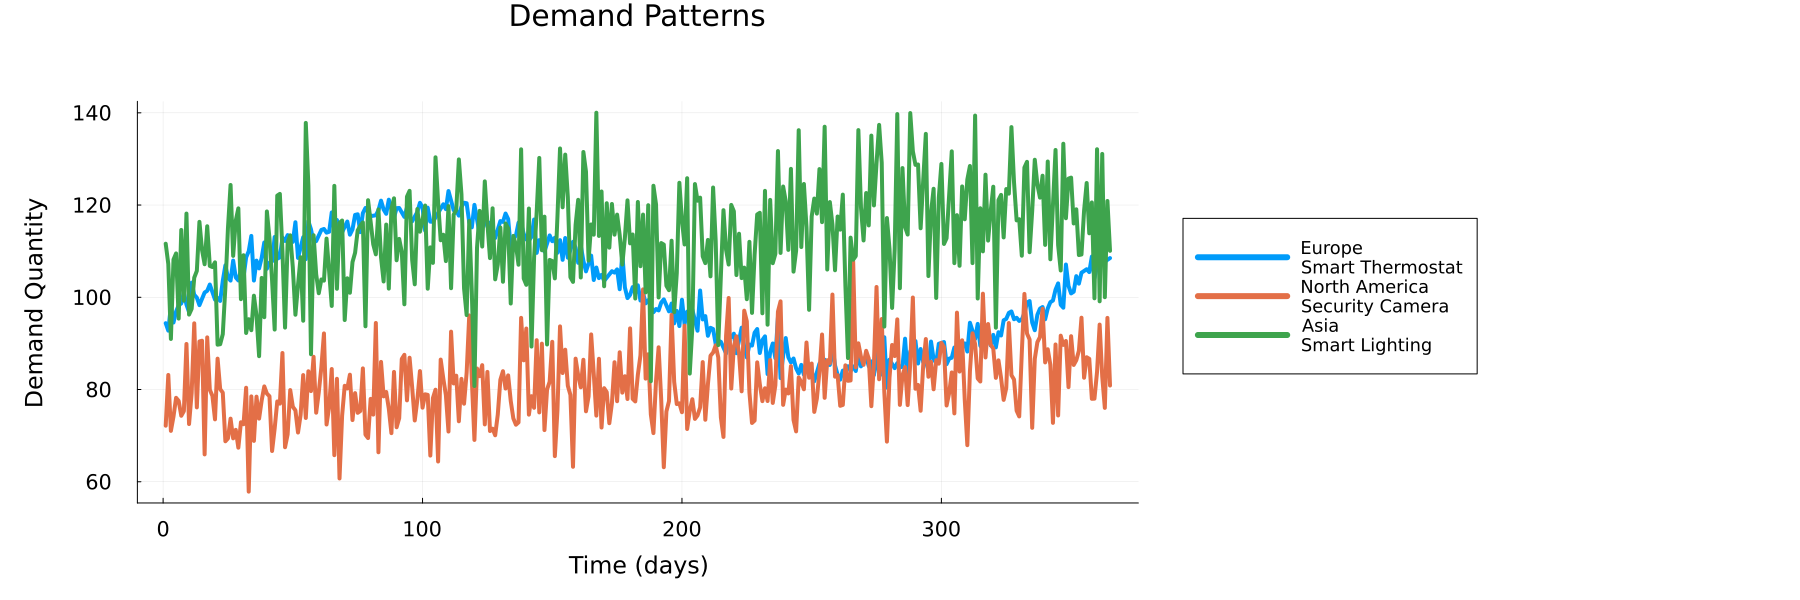 Demand Patterns
Demand Quantity
140
120
100
80
60
0
100
200
300
Time (days)
Europe
Smart Thermostat
North America
Security Camera
Asia
Smart Lighting